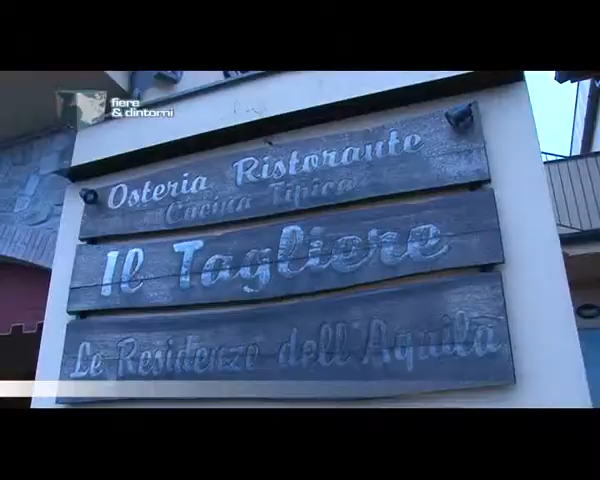 fiere
& dintorni
Osteria Ristorante
Cucina Tipica
Il Tagliere
Le Residenze dell'Aquila